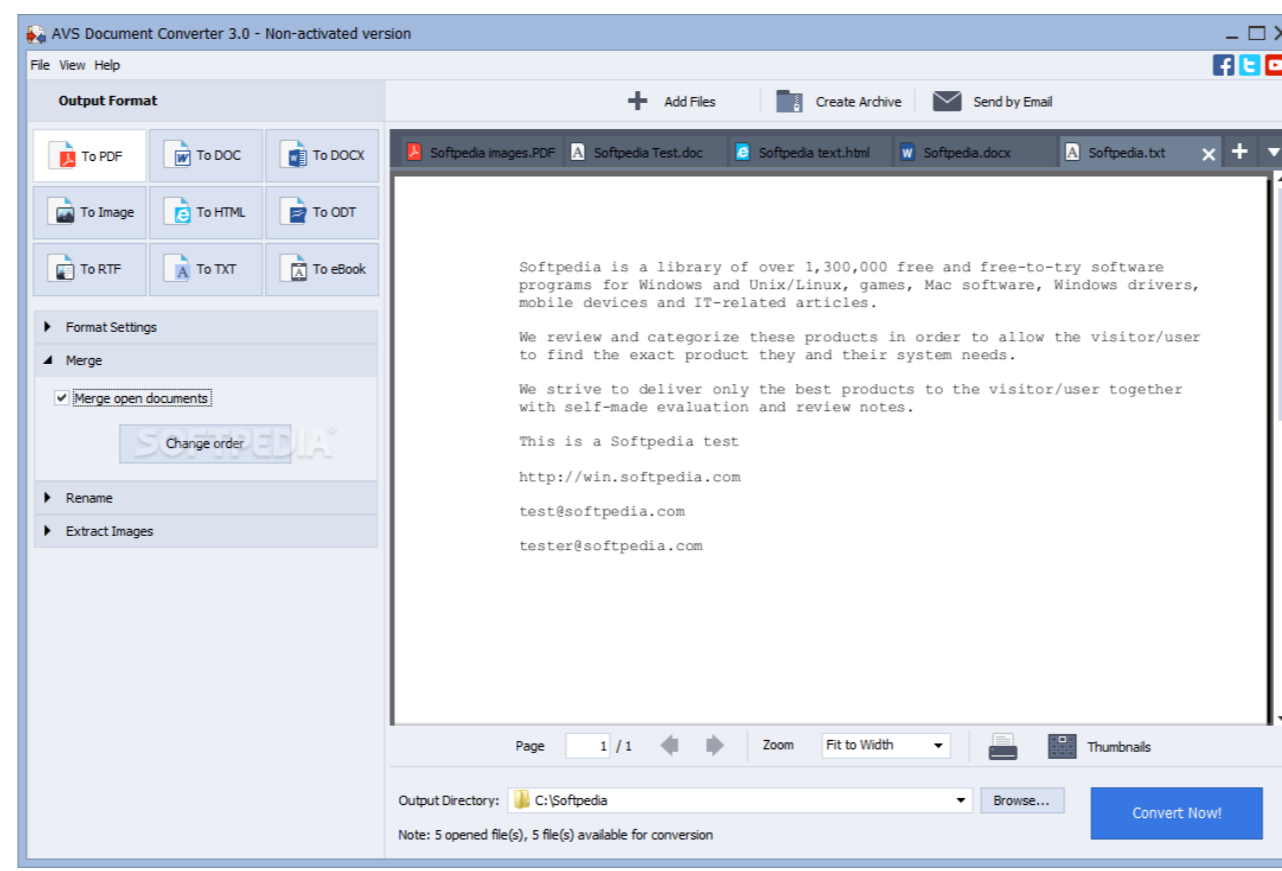 AVS Document Converter 3.0 - Non-activated version
File View Help
Output Format
Add Files
Create Archive
Send by Email
To PDF
To DOC
To DOCX
Softpedia images.PDF
Softpedia Test.doc
Softpedia text.html
Softpedia.docx
Softpedia.txt
To Image
To HTML
To ODT
To RTF
To TXT
To eBook
Format Settings
Merge
Merge open documents
Change order
SOFTPEDIA
Rename
Extract Images
Softpedia is a library of over 1,300,000 free and free-to-try software
programs for Windows and Unix/Linux, games, Mac software, Windows drivers,
mobile devices and IT-related articles.
We review and categorize these products in order to allow the visitor/user
to find the exact product they and their system needs.
We strive to deliver only the best products to the visitor/user together
with self-made evaluation and review notes.
This is a Softpedia test
http://win.softpedia.com
test@softpedia.com
tester@softpedia.com
Page 1 / 1
Zoom Fit to Width
Thumbnails
Output Directory: C:\Softpedia
Browse...
Convert Now!
Note: 5 opened file(s), 5 file(s) available for conversion